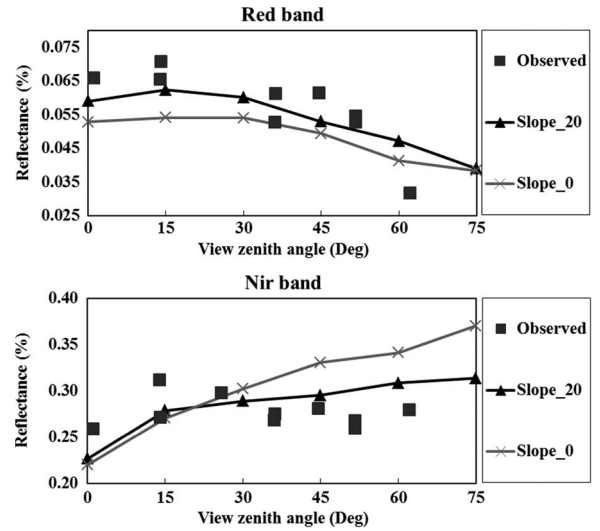 Red band
0.075
0.065
0.055
0.045
0.035
0.025
Reflectance (%)
0 15 30 45 60 75
View zenith angle (Deg)
Observed
Slope_20
Slope_0
Nir band
0.40
0.35
0.30
0.25
0.20
Reflectance (%)
0 15 30 45 60 75
View zenith angle (Deg)
Observed
Slope_20
Slope_0